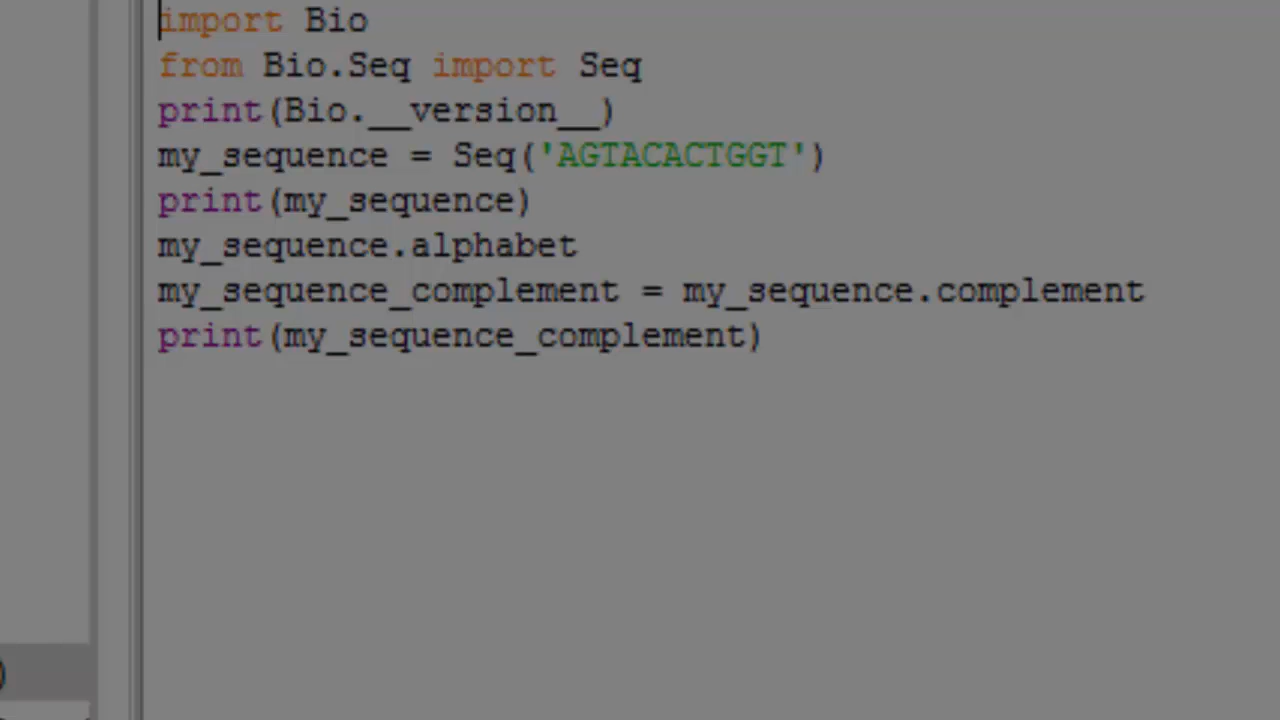 import Bio
from Bio.Seq import Seq
print(Bio.__version__)
my_sequence = Seq('AGTACACTGGT')
print(my_sequence)
my_sequence.alphabet
my_sequence_complement = my_sequence.complement
print(my_sequence_complement)
)